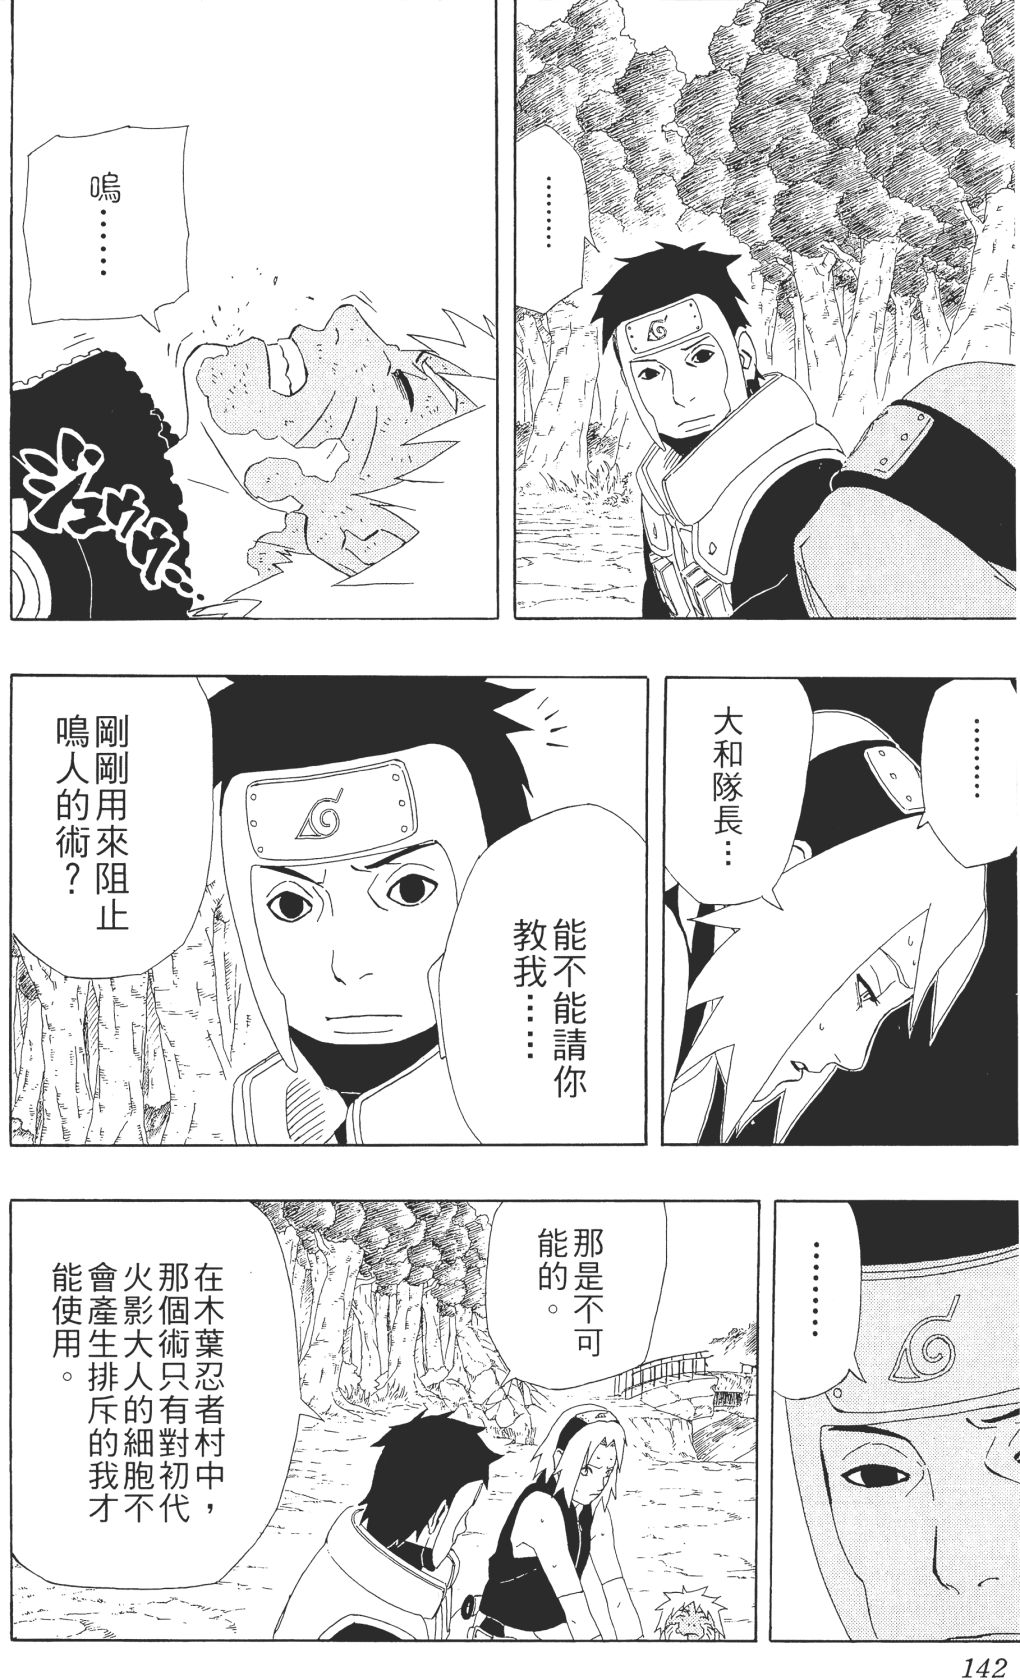 ………
嗚……
ジュウウウ…
………
大和隊長…
能不能請你
教我……
剛剛用來阻止
鳴人的術？
………
那是不可
能的。
在木葉忍者村中，
那個術只有對初代
火影大人的細胞不
會產生排斥的我才
能使用。
142